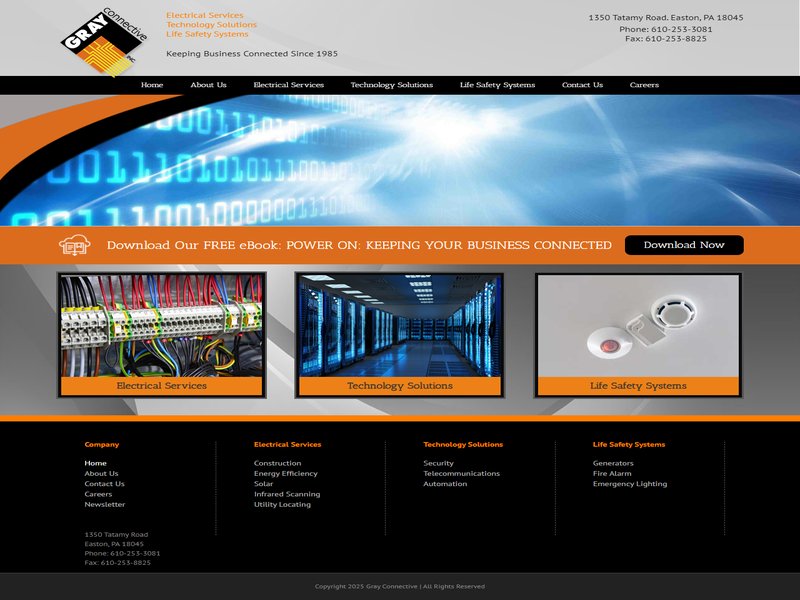 GRAY
connective
INC
Electrical Services
Technology Solutions
Life Safety Systems
Keeping Business Connected Since 1985
1350 Tatamy Road. Easton, PA 18045
Phone: 610-253-3081
Fax: 610-253-8825
Home About Us Electrical Services Technology Solutions Life Safety Systems Contact Us Careers
Download Our FREE eBook: POWER ON: KEEPING YOUR BUSINESS CONNECTED Download Now
Electrical Services Technology Solutions Life Safety Systems
Company
Home
About Us
Contact Us
Careers
Newsletter
1350 Tatamy Road
Easton, PA 18045
Phone: 610-253-3081
Fax: 610-253-8825
Electrical Services
Construction
Energy Efficiency
Solar
Infrared Scanning
Utility Locating
Technology Solutions
Security
Telecommunications
Automation
Life Safety Systems
Generators
Fire Alarm
Emergency Lighting
Copyright 2025 Gray Connective | All Rights Reserved